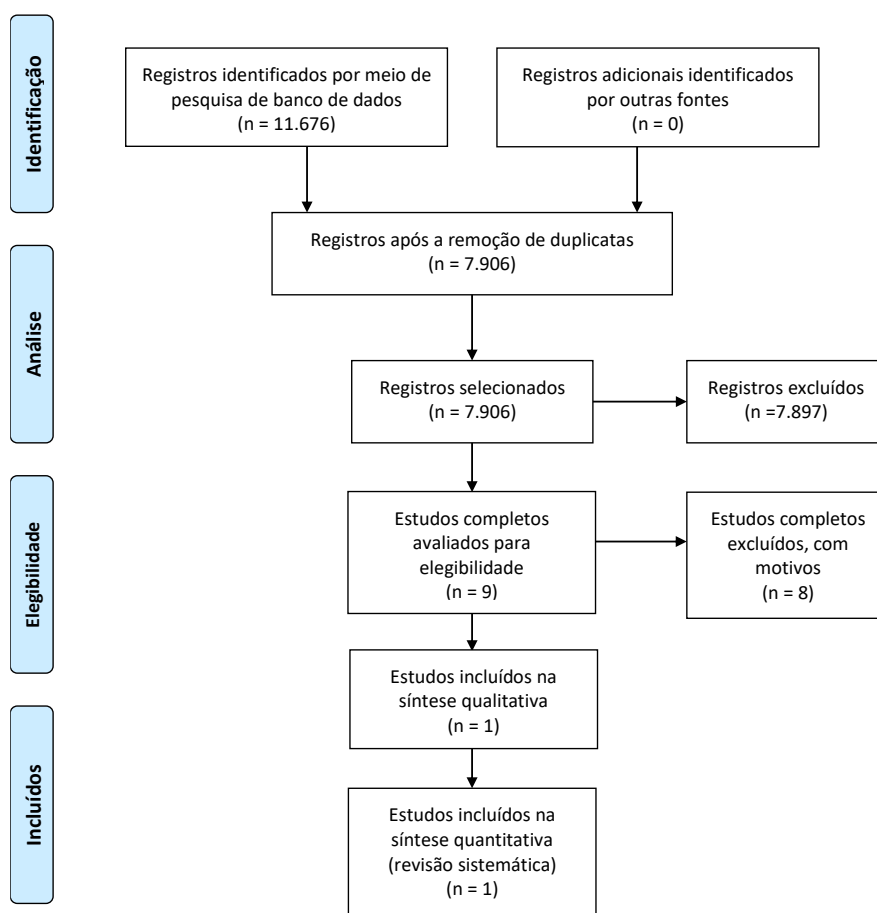 Identificação
Registros identificados por meio de
pesquisa de banco de dados
(n = 11.676)
Registros adicionais identificados
por outras fontes
(n = 0)
Registros após a remoção de duplicatas
(n = 7.906)
Análise
Registros selecionados
(n = 7.906)
Registros excluídos
(n =7.897)
Elegibilidade
Estudos completos
avaliados para
elegibilidade
(n = 9)
Estudos completos
excluídos, com
motivos
(n = 8)
Estudos incluídos na
síntese qualitativa
(n = 1)
Incluídos
Estudos incluídos na
síntese quantitativa
(revisão sistemática)
(n = 1)